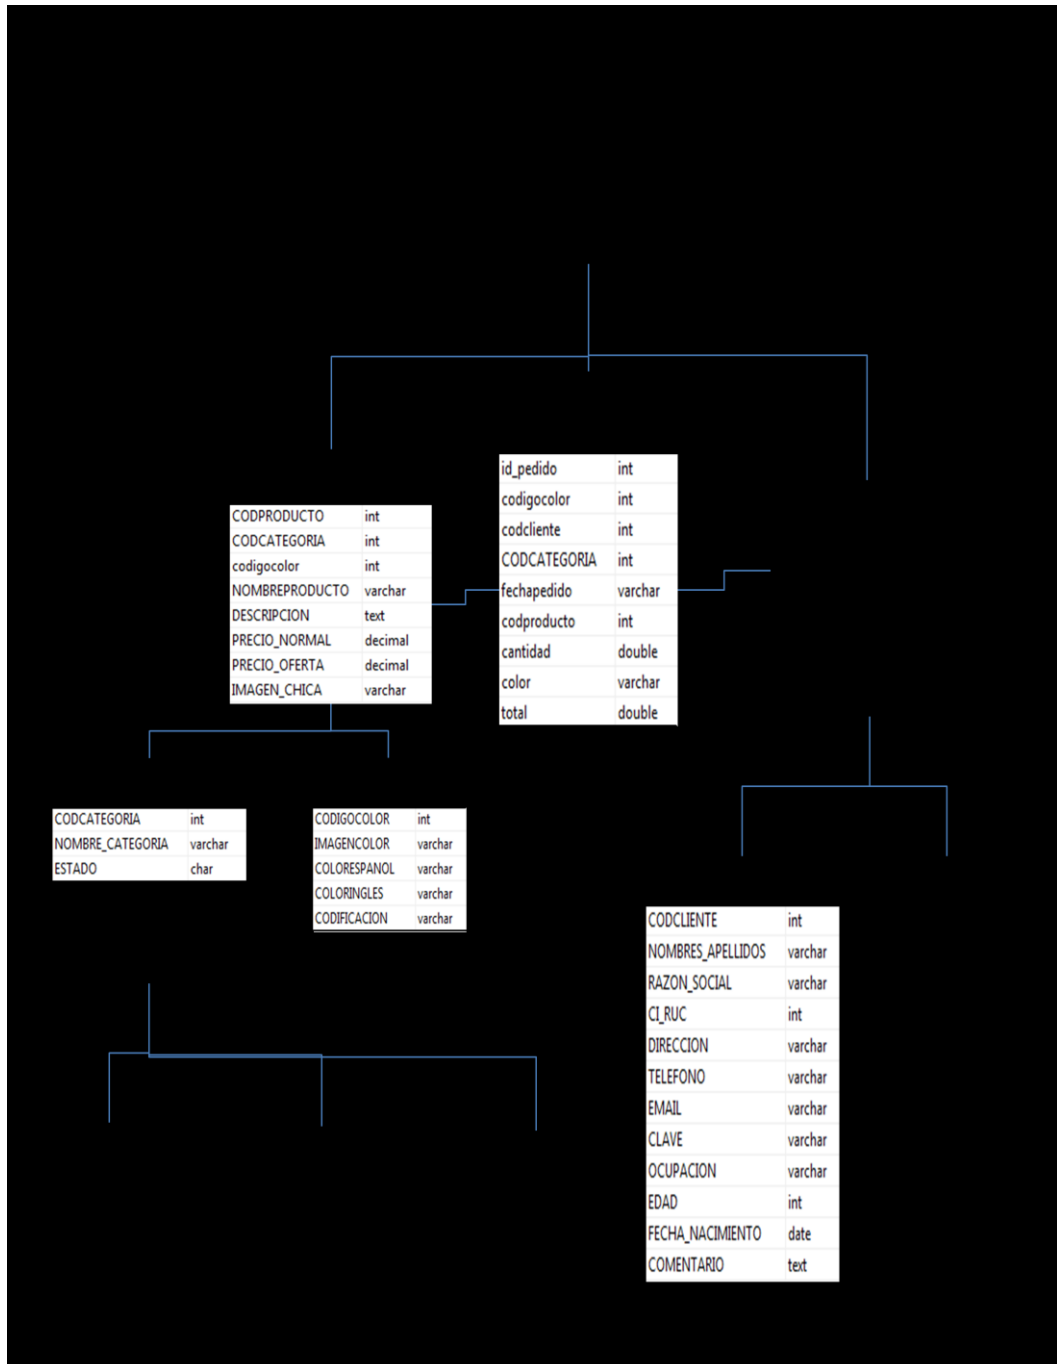 id_pedido int
codigocolor int
codcliente int
CODCATEGORIA int
fechapedido varchar
codproducto int
cantidad double
color varchar
total double
CODPRODUCTO int
CODCATEGORIA int
codigocolor int
NOMBREPRODUCTO varchar
DESCRIPCION text
PRECIO_NORMAL decimal
PRECIO_OFERTA decimal
IMAGEN_CHICA varchar
CODCATEGORIA int
NOMBRE_CATEGORIA varchar
ESTADO char
CODIGOCOLOR int
IMAGENCOLOR varchar
COLORESPANOL varchar
COLORINGLES varchar
CODIFICACION varchar
CODCLIENTE int
NOMBRES_APELLIDOS varchar
RAZON_SOCIAL varchar
CI_RUC int
DIRECCION varchar
TELEFONO varchar
EMAIL varchar
CLAVE varchar
OCUPACION varchar
EDAD int
FECHA_NACIMIENTO date
COMENTARIO text